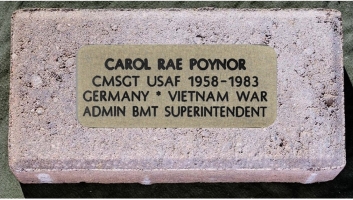 CAROL RAE POYNOR
CMSGT USAF 1958-1983
GERMANY * VIETNAM WAR
ADMIN BMT SUPERINTENDENT